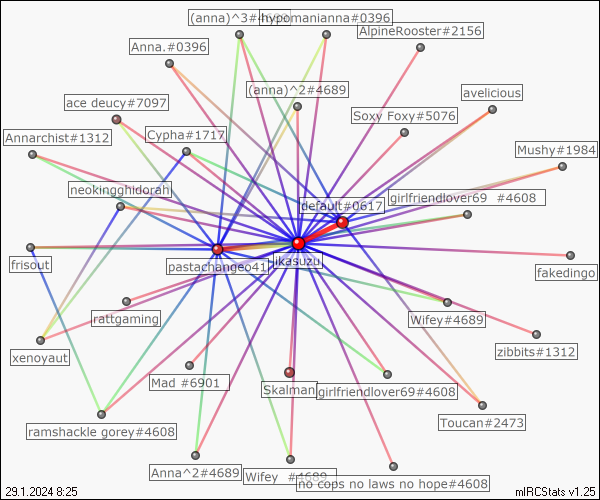 (anna)^3#4689
hypomanianna#0396
AlpineRooster#2156
Anna.#0396
(anna)^2#4689
avelicious
ace deucy#7097
Soxy Foxy#5076
Annarchist#1312
Cypha#1717
Mushy#1984
neokingghidorah
girlfriendlover69 #4608
default#0617
frisout
pastachangeo41
ikasuzu
fakedingo
rattgaming
Wifey#4689
xenoyaut
zibbits#1312
Mad #6901
Skalman
girlfriendlover69#4608
ramshackle gorey#4608
Toucan#2473
Anna^2#4689
Wifey #4689
no cops no laws no hope#4608
29.1.2024 8:25
mIRCStats v1.25